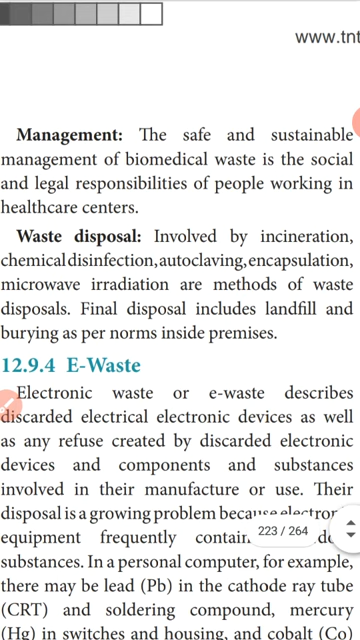 www.tnt
Management: The safe and sustainable
management of biomedical waste is the social
and legal responsibilities of people working in
healthcare centers.
Waste disposal: Involved by incineration,
chemical disinfection, autoclaving, encapsulation,
microwave irradiation are methods of waste
disposals. Final disposal includes landfill and
burying as per norms inside premises.
12.9.4 E-Waste
Electronic waste or e-waste describes
discarded electrical electronic devices as well
as any refuse created by discarded electronic
devices and components and substances
involved in their manufacture or use. Their
disposal is a growing problem because
equipment frequently
223 / 264
substances. In a personal computer, for example,
there may be lead (Pb) in the cathode ray tube
(CRT) and soldering compound, mercury
(Hg) in switches and housing, and cobalt (Co)